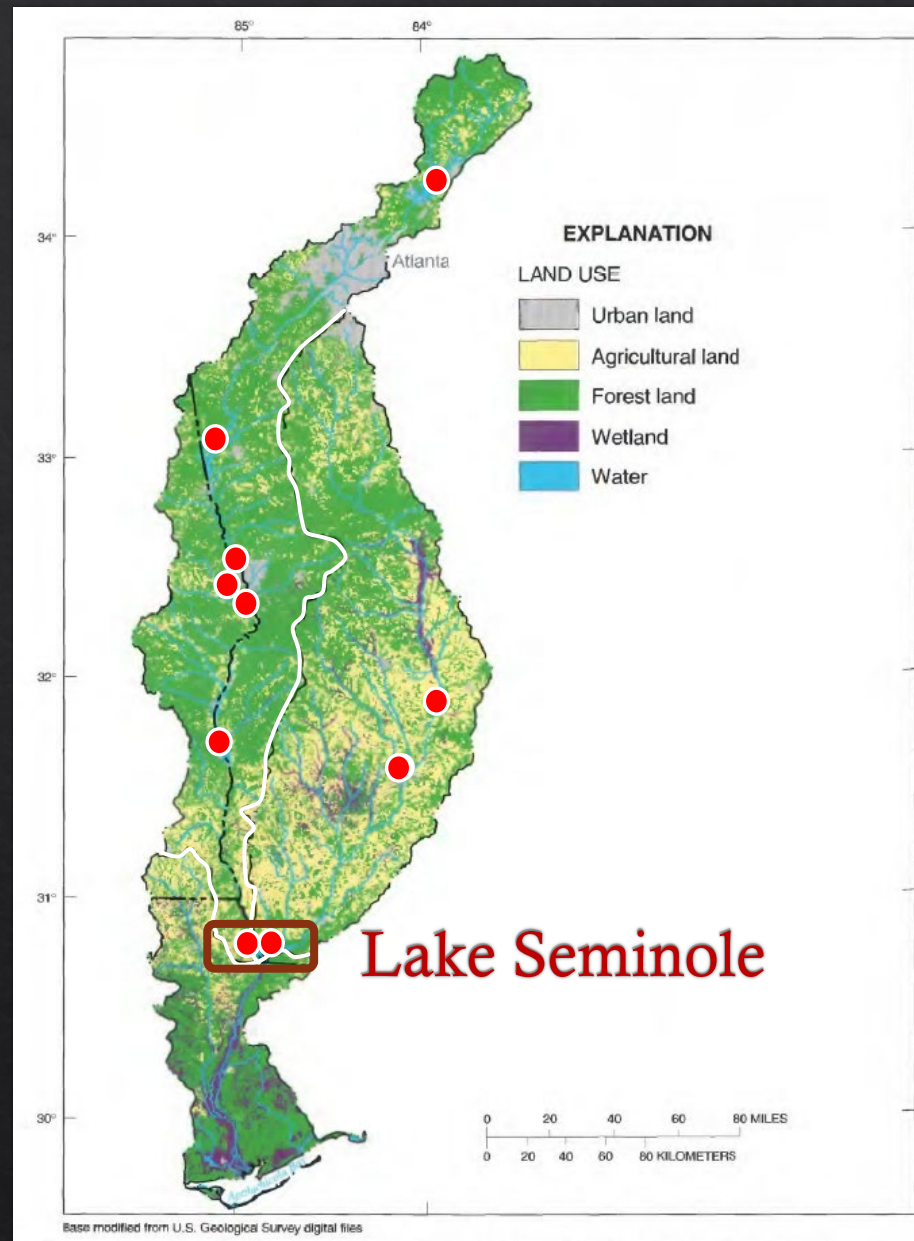 85°
84°
34°
Atlanta
EXPLANATION
LAND USE
Urban land
Agricultural land
Forest land
Wetland
Water
33°
32°
31°
Lake Seminole
30°
0 20 40 60 80 MILES
0 20 40 60 80 KILOMETERS
Apalachicola Bay
Base modified from U.S. Geological Survey digital files